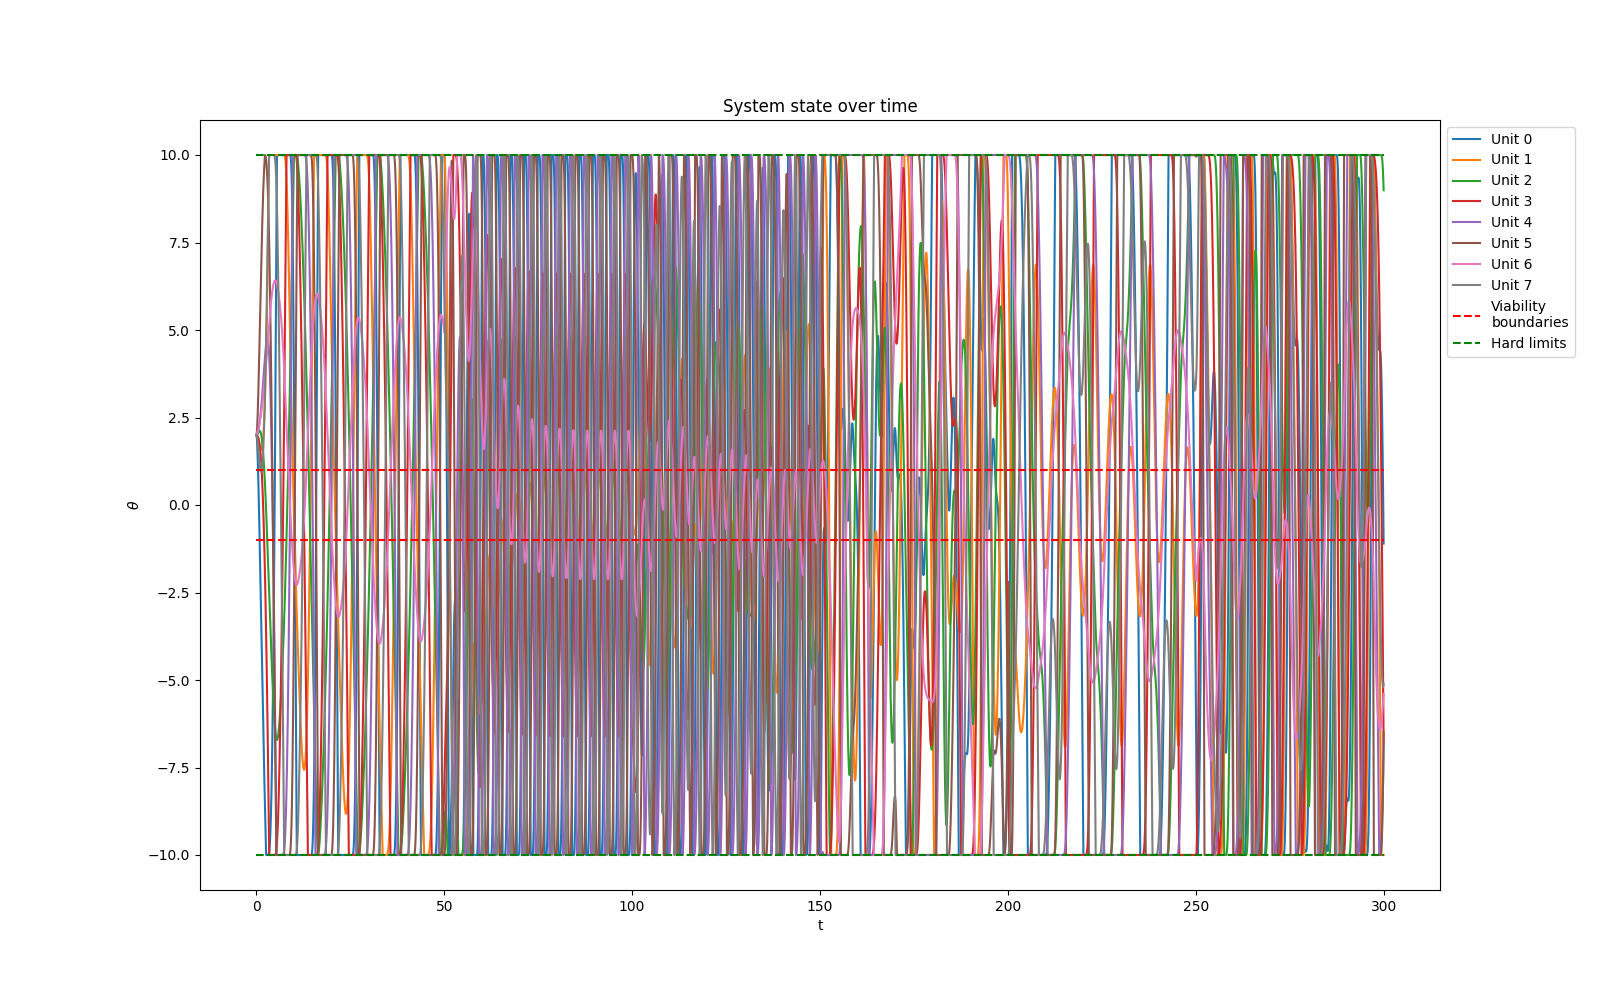 System state over time
10.0
7.5
5.0
2.5
0.0
−2.5
−5.0
−7.5
−10.0
θ
0
50
100
150
200
250
300
t
Unit 0
Unit 1
Unit 2
Unit 3
Unit 4
Unit 5
Unit 6
Unit 7
Viability
boundaries
Hard limits